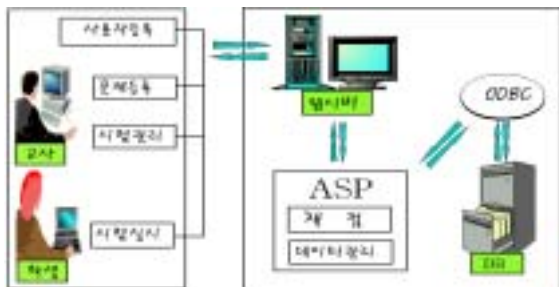 사용자등록
문제등록
시험관리
교사
시험실시
학생
웹서버
ODBC
ASP
채 점
데이터관리
DB